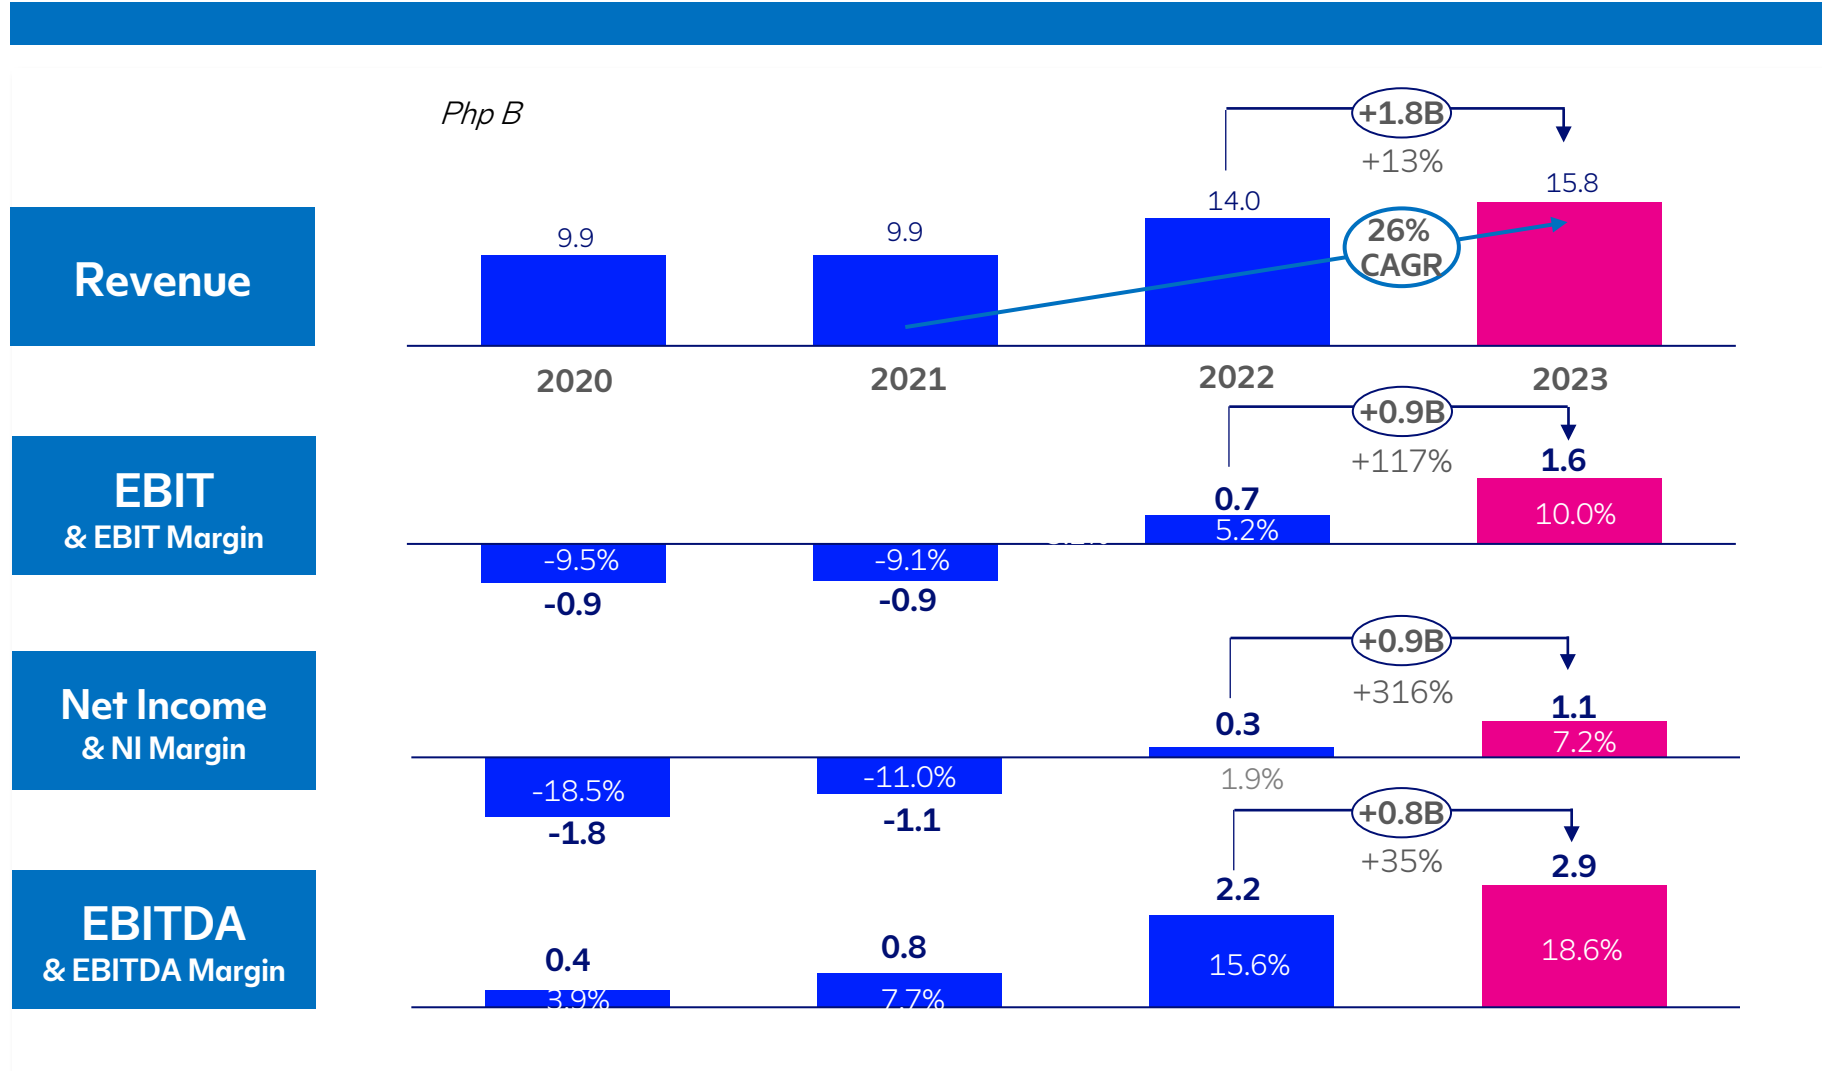 Php B
+1.8B
+13%
Revenue
9.9
9.9
14.0
15.8
26%
CAGR
2020
2021
2022
2023
EBIT
& EBIT Margin
+0.9B
+117%
-9.5%
-0.9
-9.1%
-0.9
0.7
5.2%
1.6
10.0%
Net Income
& NI Margin
+0.9B
+316%
-18.5%
-1.8
-11.0%
-1.1
0.3
1.9%
1.1
7.2%
EBITDA
& EBITDA Margin
+0.8B
+35%
0.4
3.9%
0.8
7.7%
2.2
15.6%
2.9
18.6%